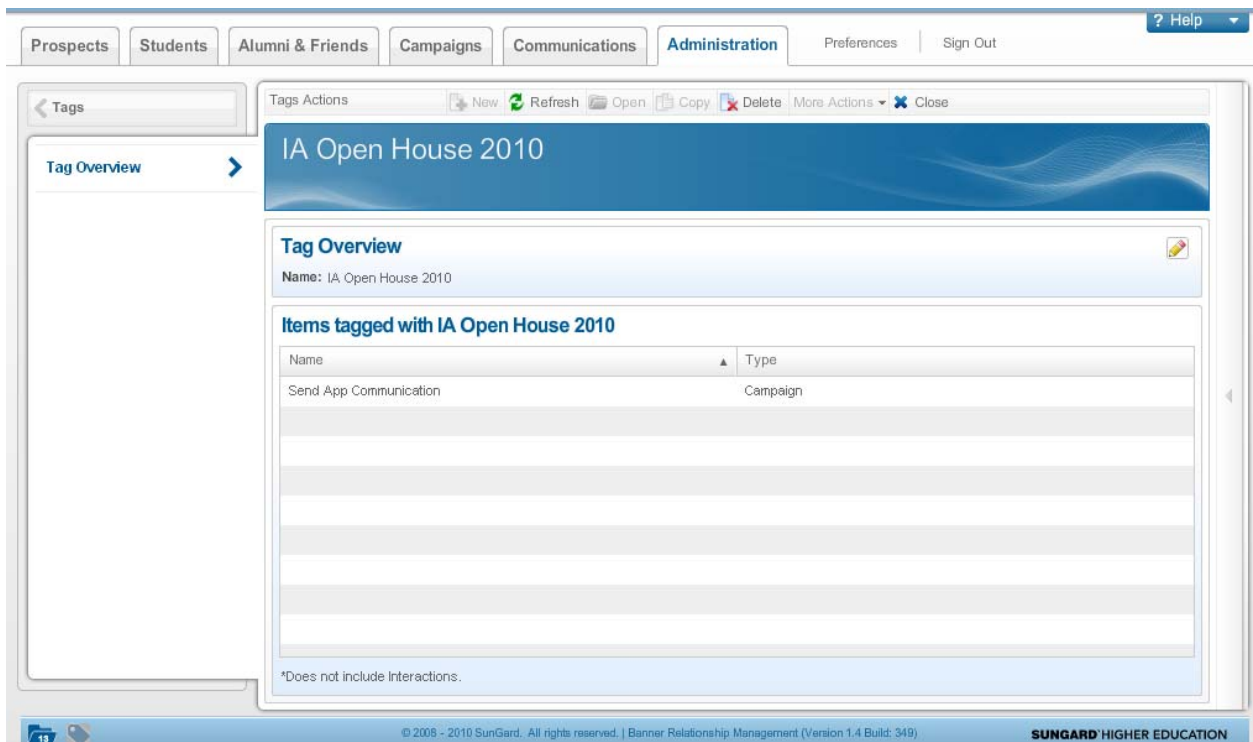 ? Help
Prospects Students Alumni & Friends Campaigns Communications Administration Preferences Sign Out
Tags
Tags Actions New Refresh Open Copy Delete More Actions Close
Tag Overview
IA Open House 2010
Tag Overview
Name: IA Open House 2010
Items tagged with IA Open House 2010
Name Type
Send App Communication Campaign
*Does not include Interactions.
13
© 2008 - 2010 SunGard. All rights reserved. | Banner Relationship Management (Version 1.4 Build: 349)
SUNGARD HIGHER EDUCATION